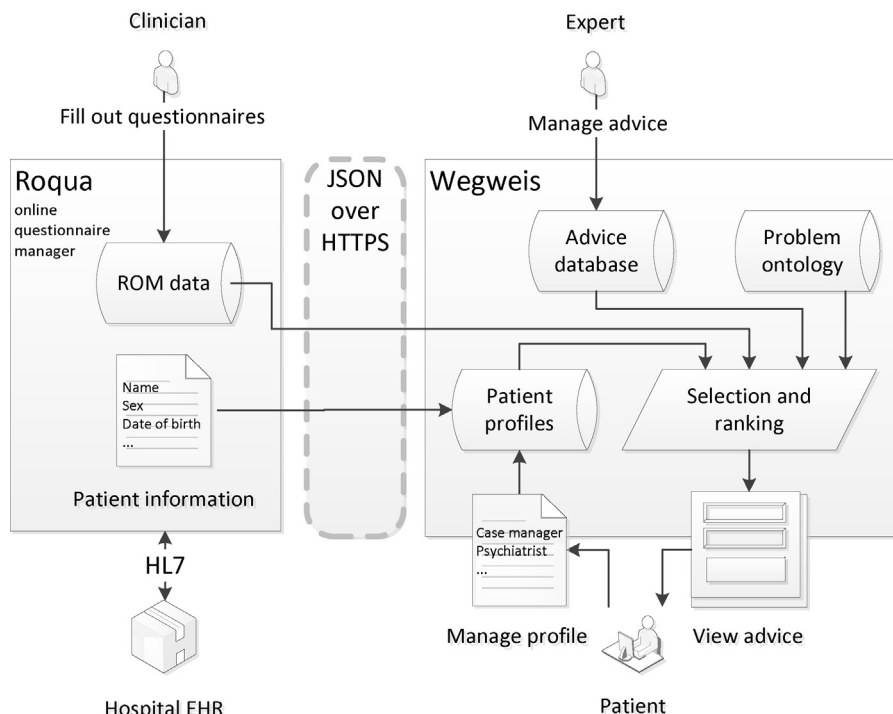 Clinician
Expert
Fill out questionnaires
Manage advice
Roqua
online
questionnaire
manager
JSON
over
HTTPS
Wegweis
ROM data
Advice
database
Problem
ontology
Name
Sex
Date of birth
...
Patient information
Patient
profiles
Selection and
ranking
Case manager
Psychiatrist
...
HL7
Manage profile
View advice
Hospital EHR
Patient